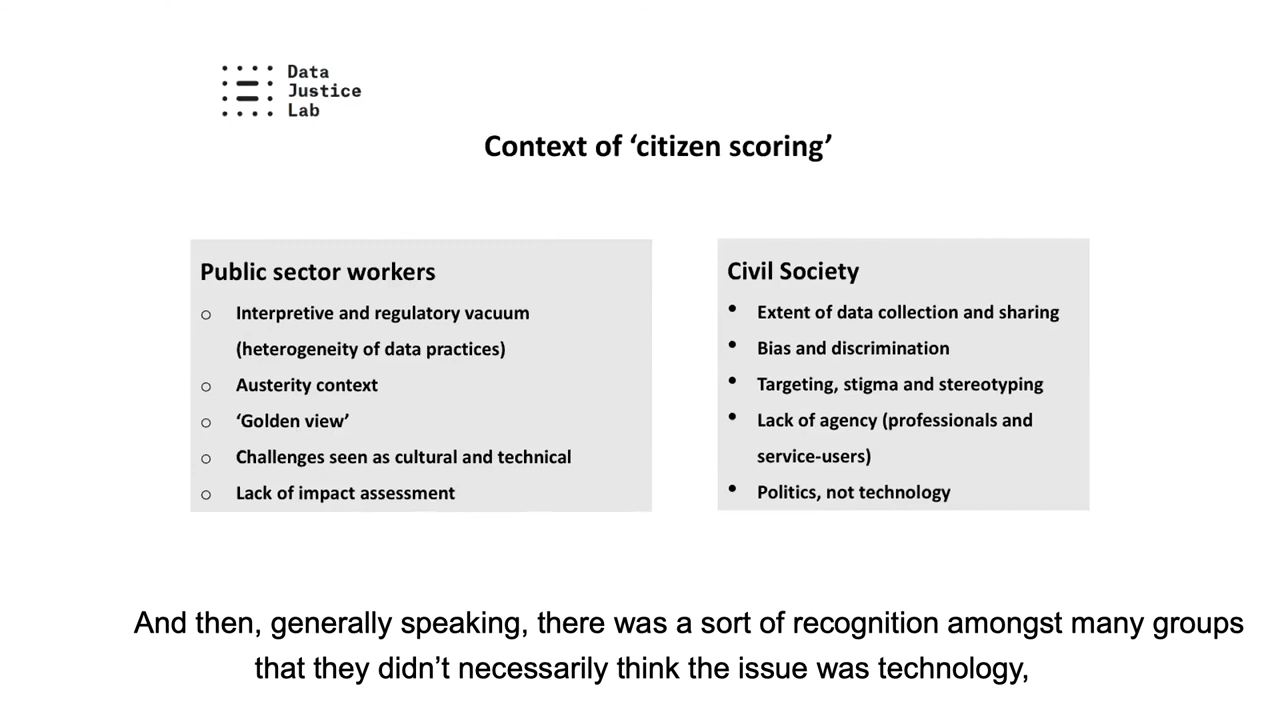 Data
Justice
Lab
Context of ‘citizen scoring’
Public sector workers
○ Interpretive and regulatory vacuum
(heterogeneity of data practices)
○ Austerity context
○ ‘Golden view’
○ Challenges seen as cultural and technical
○ Lack of impact assessment
Civil Society
• Extent of data collection and sharing
• Bias and discrimination
• Targeting, stigma and stereotyping
• Lack of agency (professionals and
service-users)
• Politics, not technology
And then, generally speaking, there was a sort of recognition amongst many groups
that they didn’t necessarily think the issue was technology,